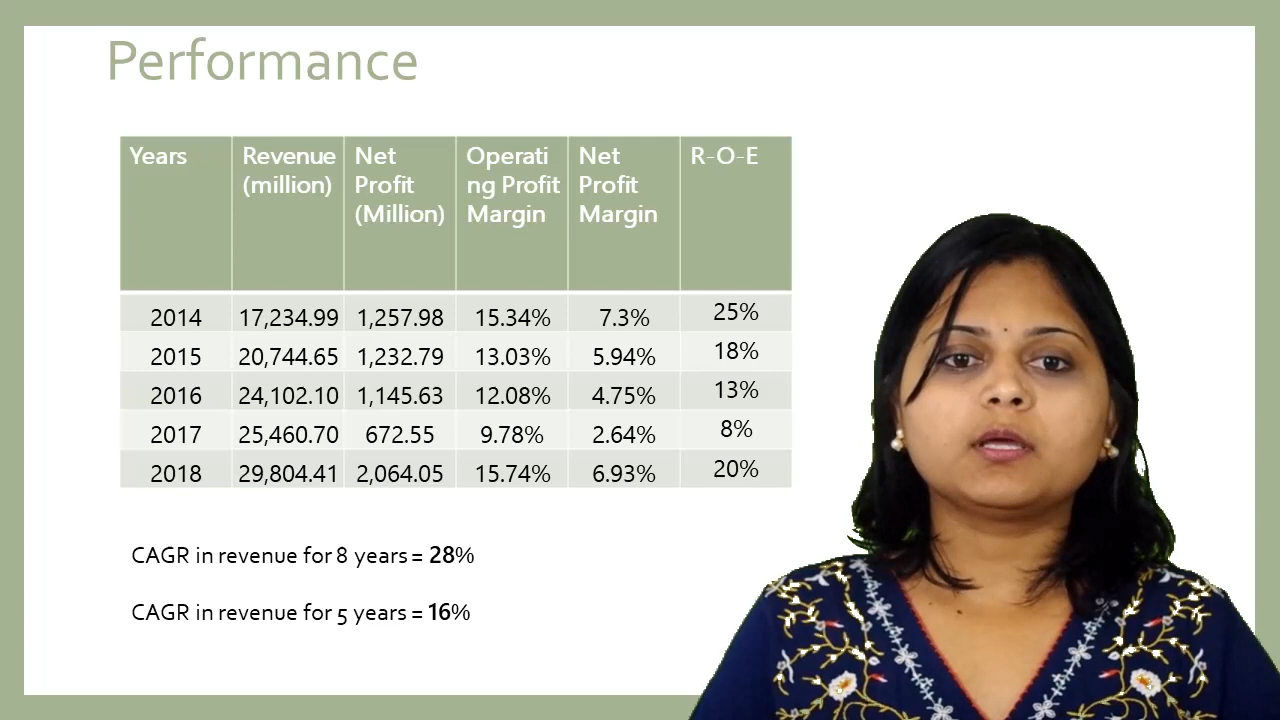 Performance
Years Revenue (million) Net Profit (Million) Operati ng Profit Margin Net Profit Margin R-O-E
2014 17,234.99 1,257.98 15.34% 7.3% 25%
2015 20,744.65 1,232.79 13.03% 5.94% 18%
2016 24,102.10 1,145.63 12.08% 4.75% 13%
2017 25,460.70 672.55 9.78% 2.64% 8%
2018 29,804.41 2,064.05 15.74% 6.93% 20%
CAGR in revenue for 8 years = 28%
CAGR in revenue for 5 years = 16%